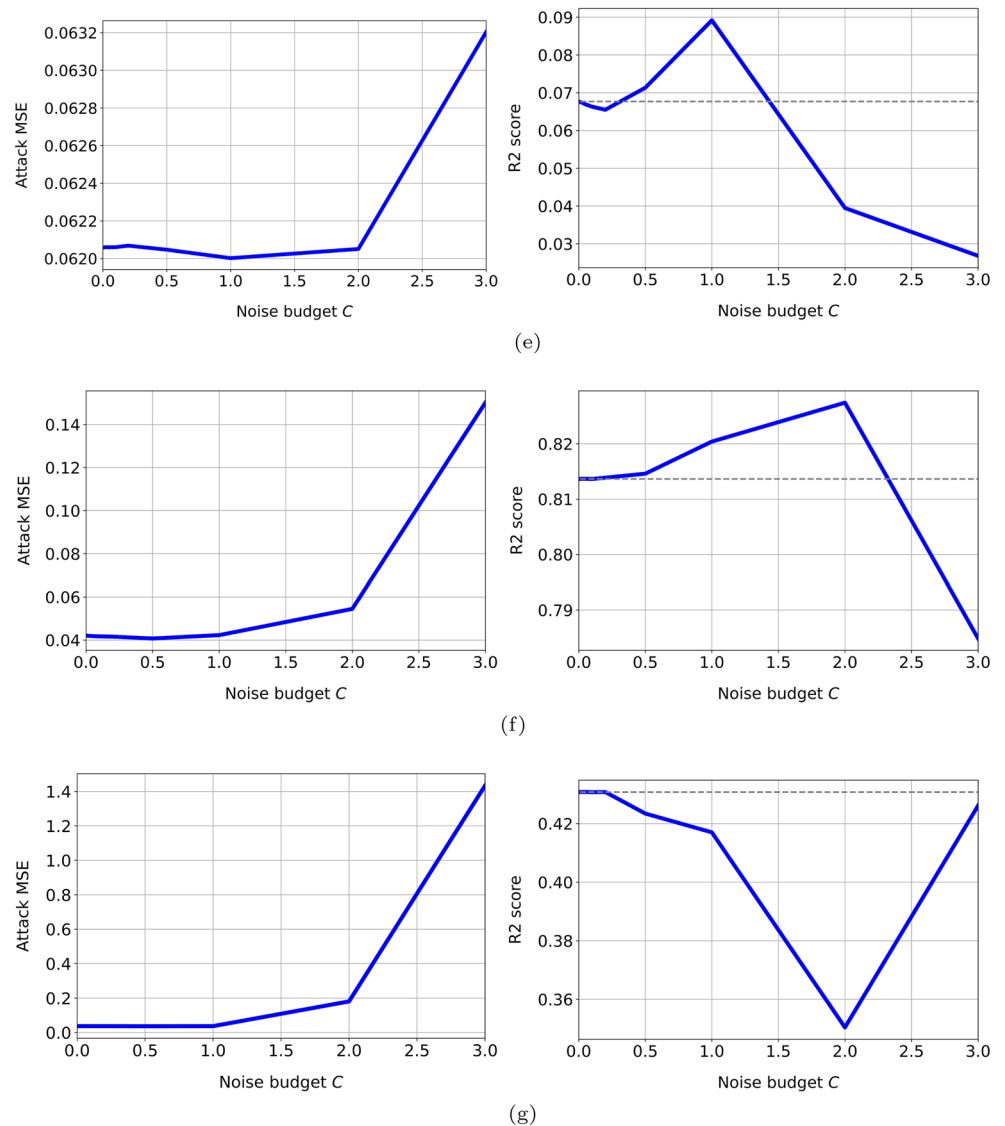 0.0632
0.0630
0.0628
0.0626
0.0624
0.0622
0.0620
Attack MSE
0.0 0.5 1.0 1.5 2.0 2.5 3.0
Noise budget C
0.09
0.08
0.07
0.06
0.05
0.04
0.03
R2 score
0.0 0.5 1.0 1.5 2.0 2.5 3.0
Noise budget C
(e)
0.14
0.12
0.10
0.08
0.06
0.04
Attack MSE
0.0 0.5 1.0 1.5 2.0 2.5 3.0
Noise budget C
0.82
0.81
0.80
0.79
R2 score
0.0 0.5 1.0 1.5 2.0 2.5 3.0
Noise budget C
(f)
1.4
1.2
1.0
0.8
0.6
0.4
0.2
0.0
Attack MSE
0.0 0.5 1.0 1.5 2.0 2.5 3.0
Noise budget C
0.42
0.40
0.38
0.36
R2 score
0.0 0.5 1.0 1.5 2.0 2.5 3.0
Noise budget C
(g)